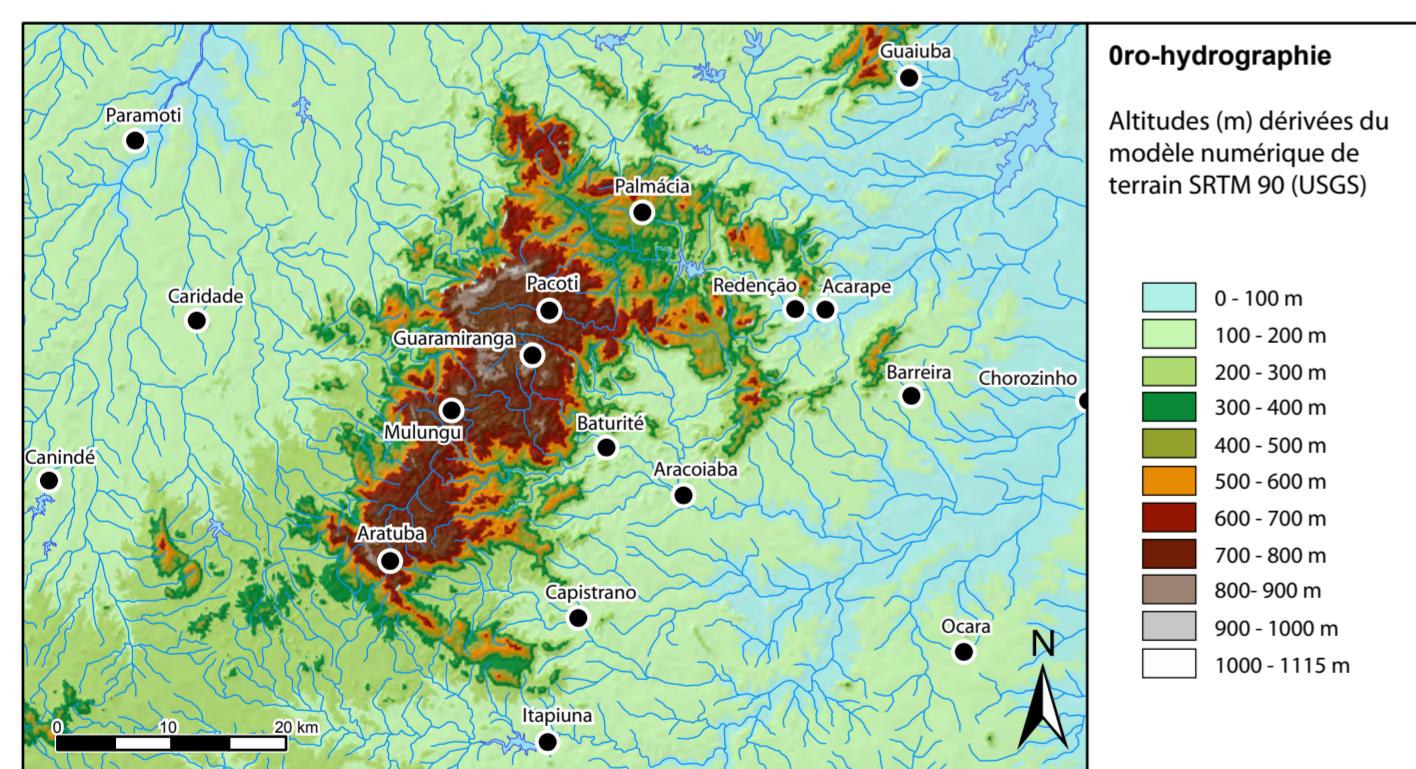 Guaiuba
Paramoti
Palmácia
Pacoti
Redenção
Acarape
Caridade
Guaramiranga
Barreira
Chorozinho
Mulungu
Baturité
Canindé
Aracoiaba
Aratuba
Capistrano
Ocara
Itapiuna
N
0 10 20 km
0ro-hydrographie
Altitudes (m) dérivées du
modèle numérique de
terrain SRTM 90 (USGS)
0 - 100 m
100 - 200 m
200 - 300 m
300 - 400 m
400 - 500 m
500 - 600 m
600 - 700 m
700 - 800 m
800- 900 m
900 - 1000 m
1000 - 1115 m